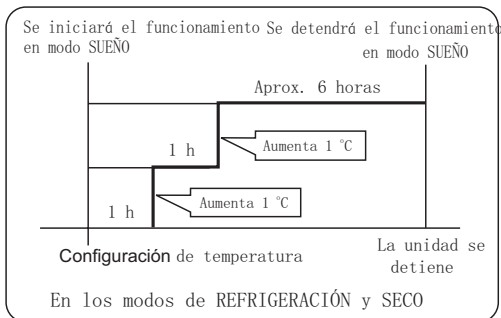 Se iniciará el funcionamiento
en modo SUEÑO
Se detendrá el funcionamiento
en modo SUEÑO
Aprox. 6 horas
1 h
Aumenta 1 °C
1 h
Aumenta 1 °C
Configuración de temperatura
La unidad se
detiene
En los modos de REFRIGERACIÓN y SECO